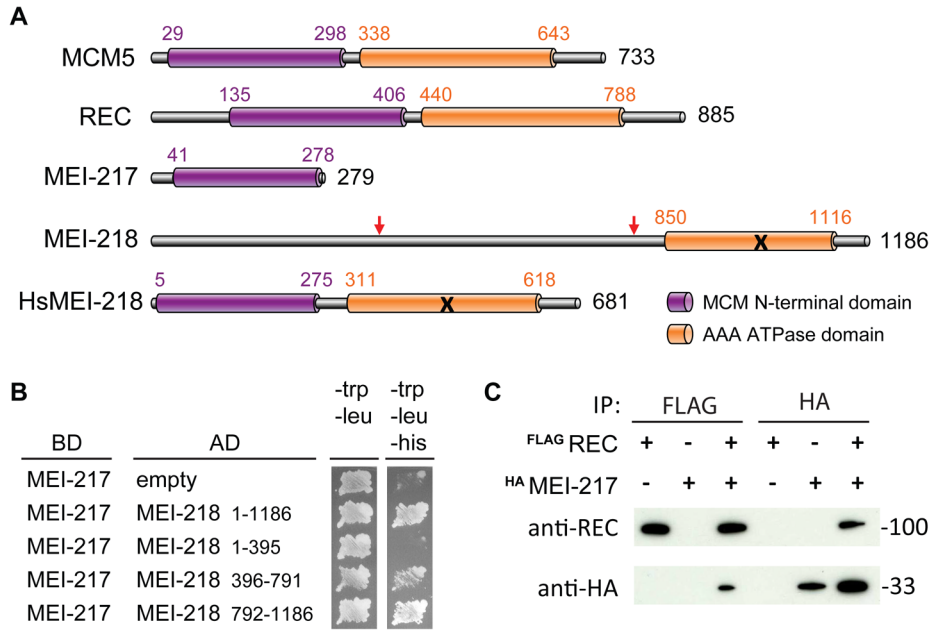 A
29 298 338 643
MCM5 733
135 406 440 788
REC 885
41 278
MEI-217 279
850 1116
MEI-218 X 1186
5 275 311 618
HsMEI-218 X 681
MCM N-terminal domain
AAA ATPase domain
B
-trp -trp
-leu -leu
-his
BD AD
MEI-217 empty
MEI-217 MEI-218 1-1186
MEI-217 MEI-218 1-395
MEI-217 MEI-218 396-791
MEI-217 MEI-218 792-1186
C
IP: FLAG HA
FLAG REC + - + + - +
HA MEI-217 - + + - + +
anti-REC -100
anti-HA -33